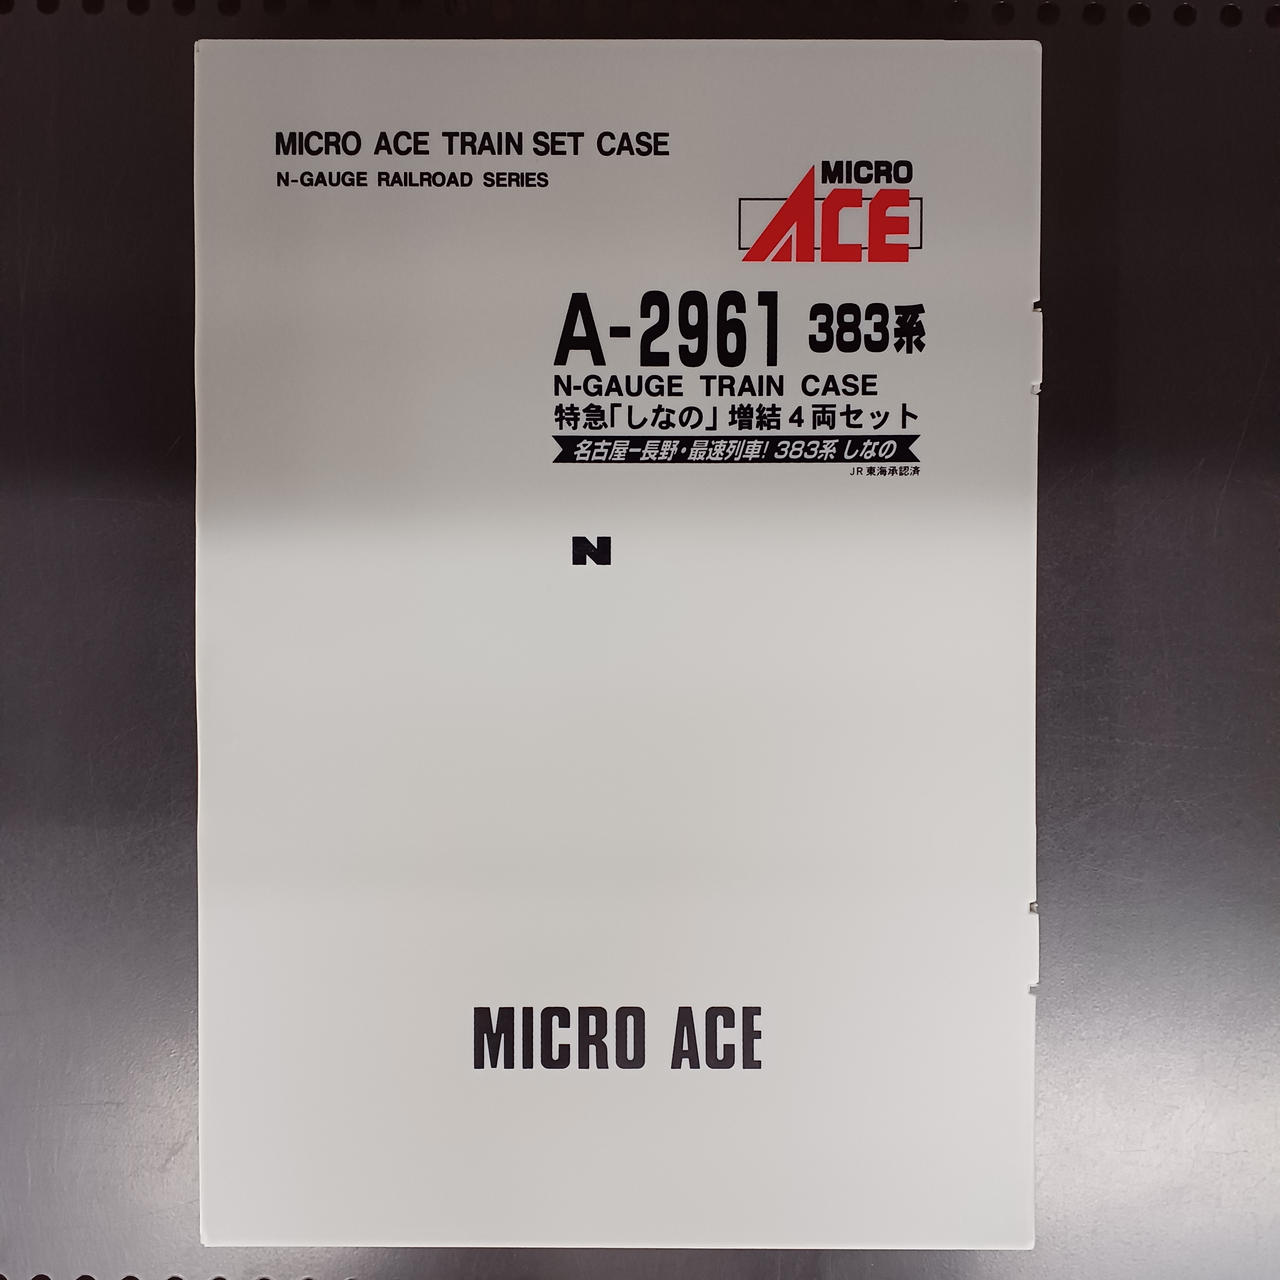 MICRO ACE TRAIN SET CASE
N-GAUGE RAILROAD SERIES
MICRO
ACE
A-2961 383系
N-GAUGE TRAIN CASE
特急「しなの」増結4両セット
名古屋ー長野・最速列車! 383系 しなの
JR東海承認済
N
MICRO ACE